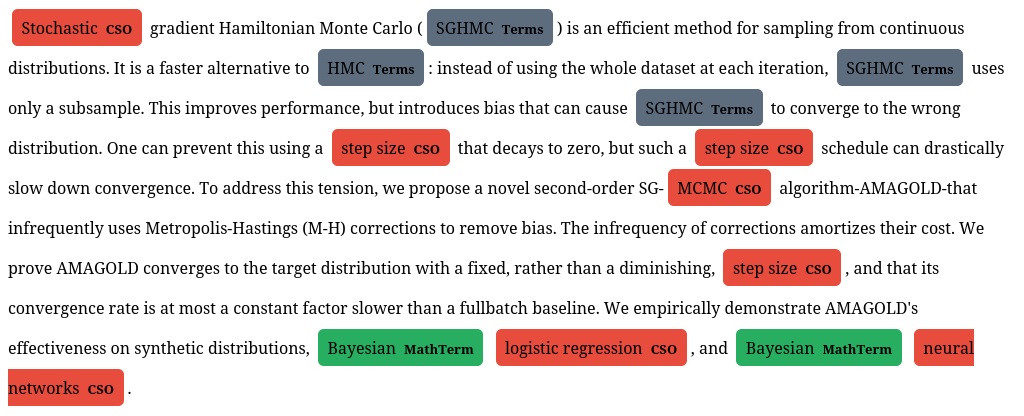 Stochastic CSO gradient Hamiltonian Monte Carlo ( SGHMC Terms ) is an efficient method for sampling from continuous
distributions. It is a faster alternative to HMC Terms : instead of using the whole dataset at each iteration, SGHMC Terms uses
only a subsample. This improves performance, but introduces bias that can cause SGHMC Terms to converge to the wrong
distribution. One can prevent this using a step size CSO that decays to zero, but such a step size CSO schedule can drastically
slow down convergence. To address this tension, we propose a novel second-order SG- MCMC CSO algorithm-AMAGOLD-that
infrequently uses Metropolis-Hastings (M-H) corrections to remove bias. The infrequency of corrections amortizes their cost. We
prove AMAGOLD converges to the target distribution with a fixed, rather than a diminishing, step size CSO , and that its
convergence rate is at most a constant factor slower than a fullbatch baseline. We empirically demonstrate AMAGOLD's
effectiveness on synthetic distributions, Bayesian MathTerm logistic regression CSO , and Bayesian MathTerm neural
networks CSO .